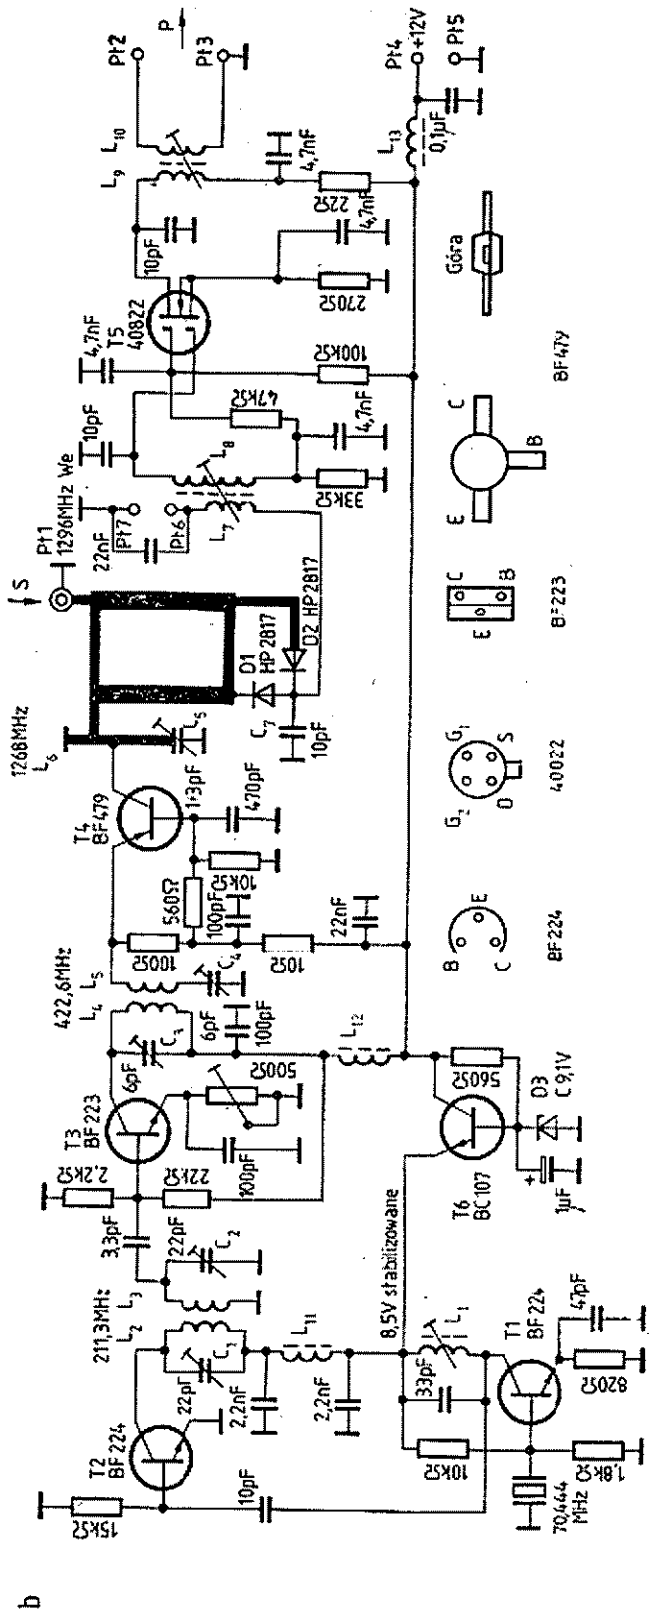 b
15kΩ
T2
BF224
10pF
211,3MHz
L2
L3
22pF
C1
2,2nF
L11
2,2nF
3,3pF
22pF
C2
2,2kΩ
T3
BF223
22kΩ
100pF
500Ω
6pF
C3
422,6MHz
L4
L5
6pF
C4
100pF
L12
100Ω
560Ω
100pF
10kΩ
10Ω
22nF
T4
BF479
1÷3pF
470pF
1268MHz
L6
L5
C7
10pF
D1
HP2817
D2 HP2817
S
Pt1
1296MHz We
22nF
Pt7
Pt6
L7
L8
10pF
4,7nF
47kΩ
33kΩ
4,7nF
T5
40822
100kΩ
10pF
270Ω
4,7nF
L9
L10
4,7nF
22Ω
Pt2
Pt3
P
L13
0,1µF
Pt4
+12V
Pt5
8,5V stabilizowane
T6
BC107
560Ω
D3
C9,1V
+
1µF
33pF
L1
10kΩ
T1
BF224
47pF
820Ω
1,8kΩ
70,444
MHz
B
E
C
BF224
G2
G1
D
S
40022
E
C
B
BF223
E
C
B
Góra
BF479